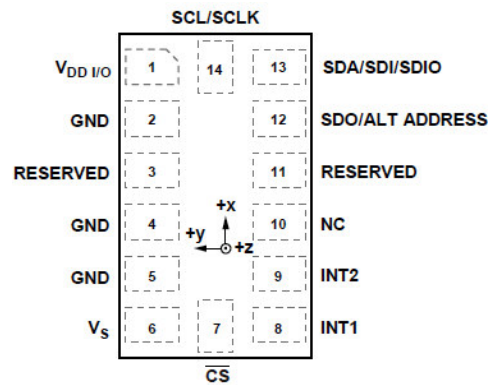 SCL/SCLK
VDD I/O 1 14 13 SDA/SDI/SDIO
GND 2 12 SDO/ALT ADDRESS
RESERVED 3 11 RESERVED
+x
GND 4 10 NC
+y +z
GND 5 9 INT2
VS 6 7 8 INT1
CS